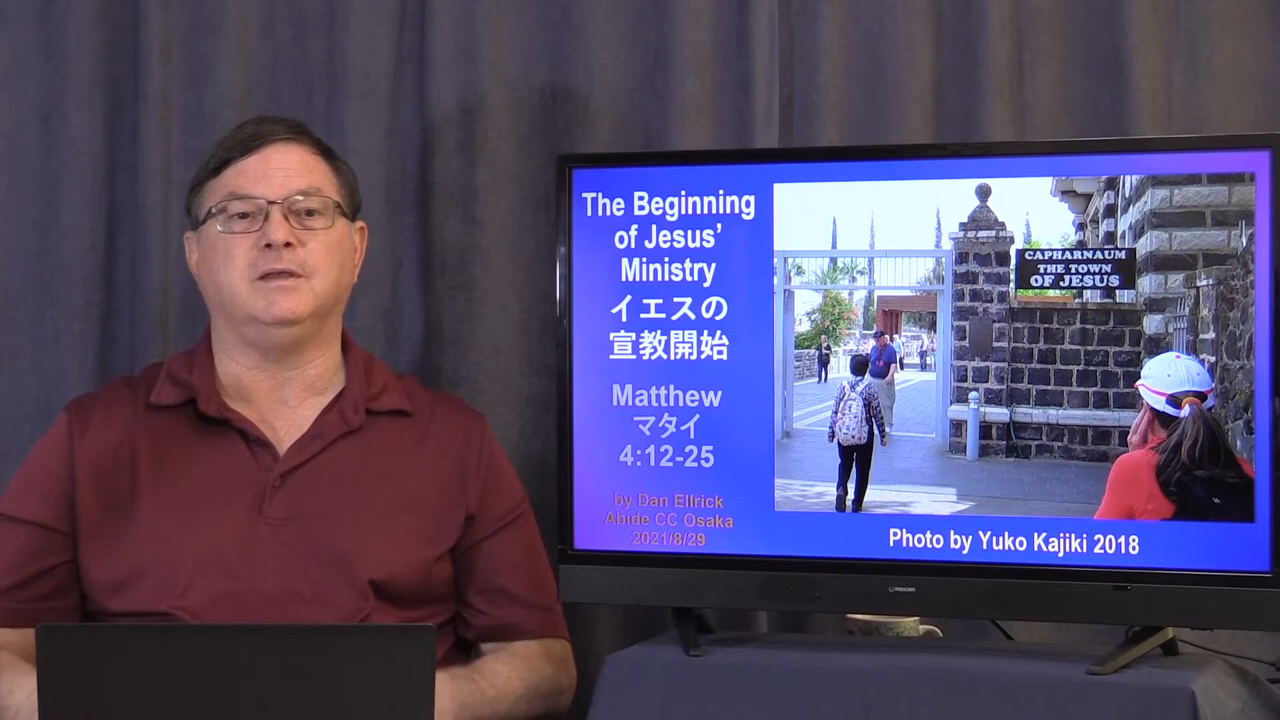 The Beginning
of Jesus'
Ministry
イエスの
宣教開始
Matthew
マタイ
4:12-25
by Dan Ellrick
Abide CC Osaka
2021/8/29
CAPHARNAUM
THE TOWN
OF JESUS
Photo by Yuko Kajiki 2018